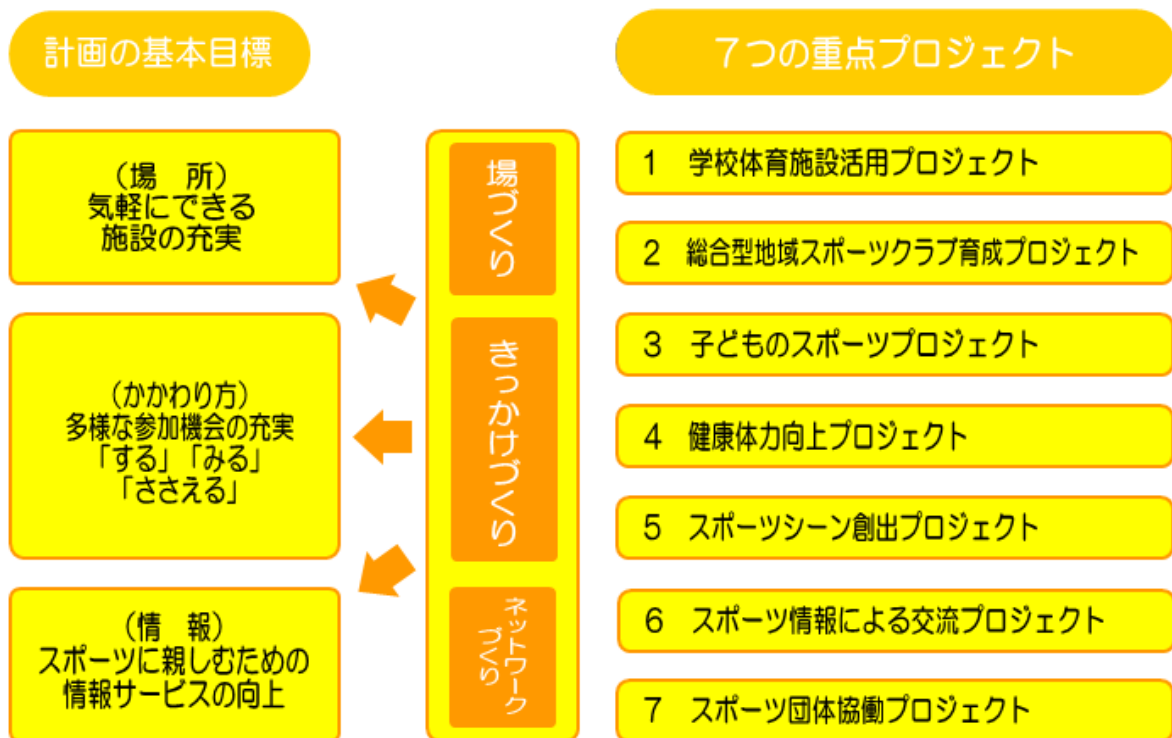 計画の基本目標
(場　所)
気軽にできる
施設の充実
(かかわり方)
多様な参加機会の充実
「する」「みる」
「ささえる」
(情　報)
スポーツに親しむための
情報サービスの向上
場づくり
きっかけづくり
ネットワーク
づくり
７つの重点プロジェクト
1　学校体育施設活用プロジェクト
2　総合型地域スポーツクラブ育成プロジェクト
3　子どものスポーツプロジェクト
4　健康体力向上プロジェクト
5　スポーツシーン創出プロジェクト
6　スポーツ情報による交流プロジェクト
7　スポーツ団体協働プロジェクト